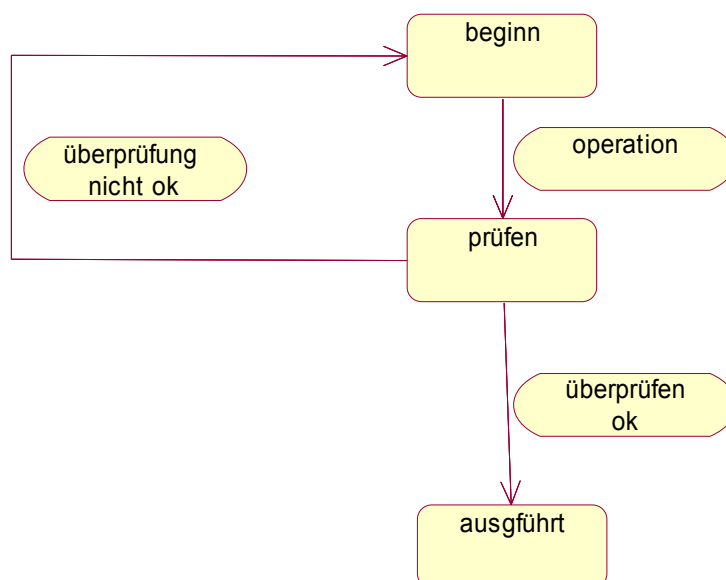 beginn
operation
überprüfung
nicht ok
prüfen
überprüfen
ok
ausgführt